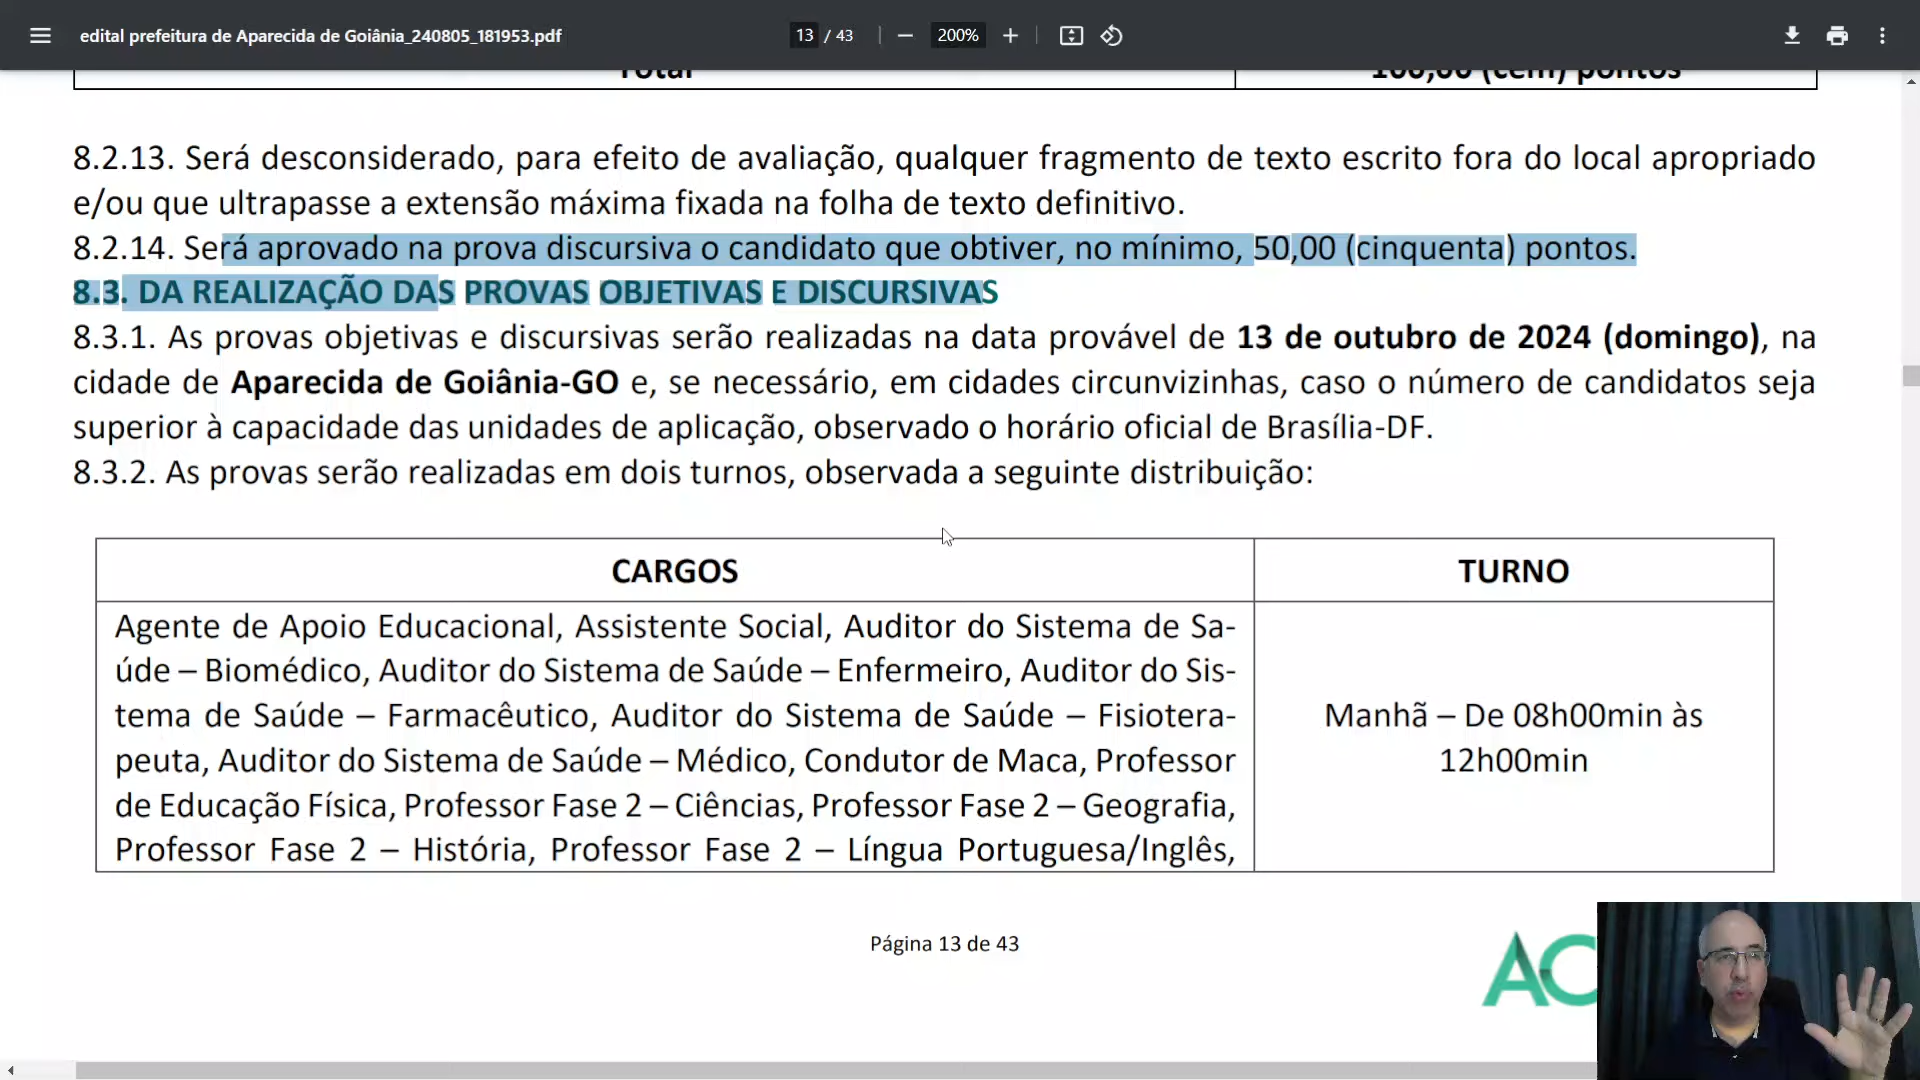 edital prefeitura de Aparecida de Goiânia_240805_181953.pdf
13 / 43
200%
Total
100,00 (cem) pontos
8.2.13. Será desconsiderado, para efeito de avaliação, qualquer fragmento de texto escrito fora do local apropriado
e/ou que ultrapasse a extensão máxima fixada na folha de texto definitivo.
8.2.14. Será aprovado na prova discursiva o candidato que obtiver, no mínimo, 50,00 (cinquenta) pontos.
8.3. DA REALIZAÇÃO DAS PROVAS OBJETIVAS E DISCURSIVAS
8.3.1. As provas objetivas e discursivas serão realizadas na data provável de 13 de outubro de 2024 (domingo), na
cidade de Aparecida de Goiânia-GO e, se necessário, em cidades circunvizinhas, caso o número de candidatos seja
superior à capacidade das unidades de aplicação, observado o horário oficial de Brasília-DF.
8.3.2. As provas serão realizadas em dois turnos, observada a seguinte distribuição:
CARGOS
TURNO
Agente de Apoio Educacional, Assistente Social, Auditor do Sistema de Sa-
úde – Biomédico, Auditor do Sistema de Saúde – Enfermeiro, Auditor do Sis-
tema de Saúde – Farmacêutico, Auditor do Sistema de Saúde – Fisiotera-
peuta, Auditor do Sistema de Saúde – Médico, Condutor de Maca, Professor
de Educação Física, Professor Fase 2 – Ciências, Professor Fase 2 – Geografia,
Professor Fase 2 – História, Professor Fase 2 – Língua Portuguesa/Inglês,
Manhã – De 08h00min às
12h00min
Página 13 de 43
AC